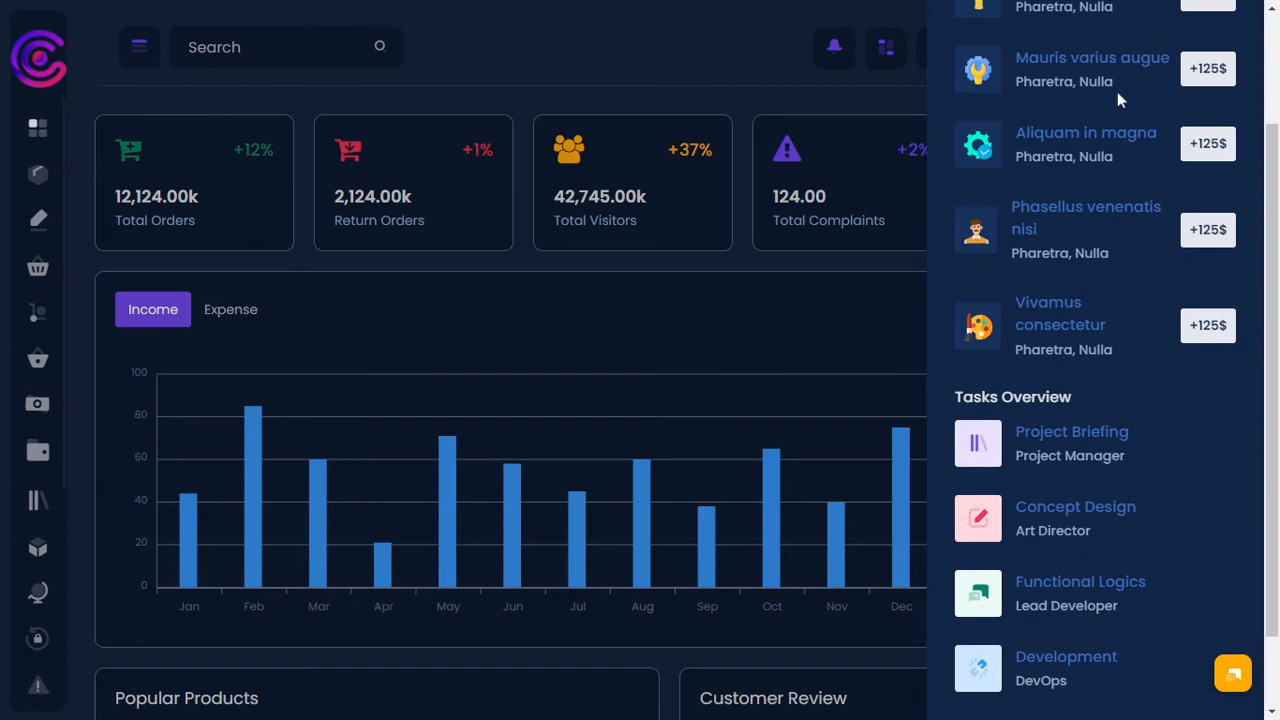 Search
+12%
12,124.00k
Total Orders
+1%
2,124.00k
Return Orders
+37%
42,745.00k
Total Visitors
+2%
124.00
Total Complaints
Income
Expense
100
80
60
40
20
0
Jan Feb Mar Apr May Jun Jul Aug Sep Oct Nov Dec
Popular Products
Customer Review
Pharetra, Nulla
Mauris varius augue
Pharetra, Nulla
+125$
Aliquam in magna
Pharetra, Nulla
+125$
Phasellus venenatis
nisi
Pharetra, Nulla
+125$
Vivamus
consectetur
Pharetra, Nulla
+125$
Tasks Overview
Project Briefing
Project Manager
Concept Design
Art Director
Functional Logics
Lead Developer
Development
DevOps